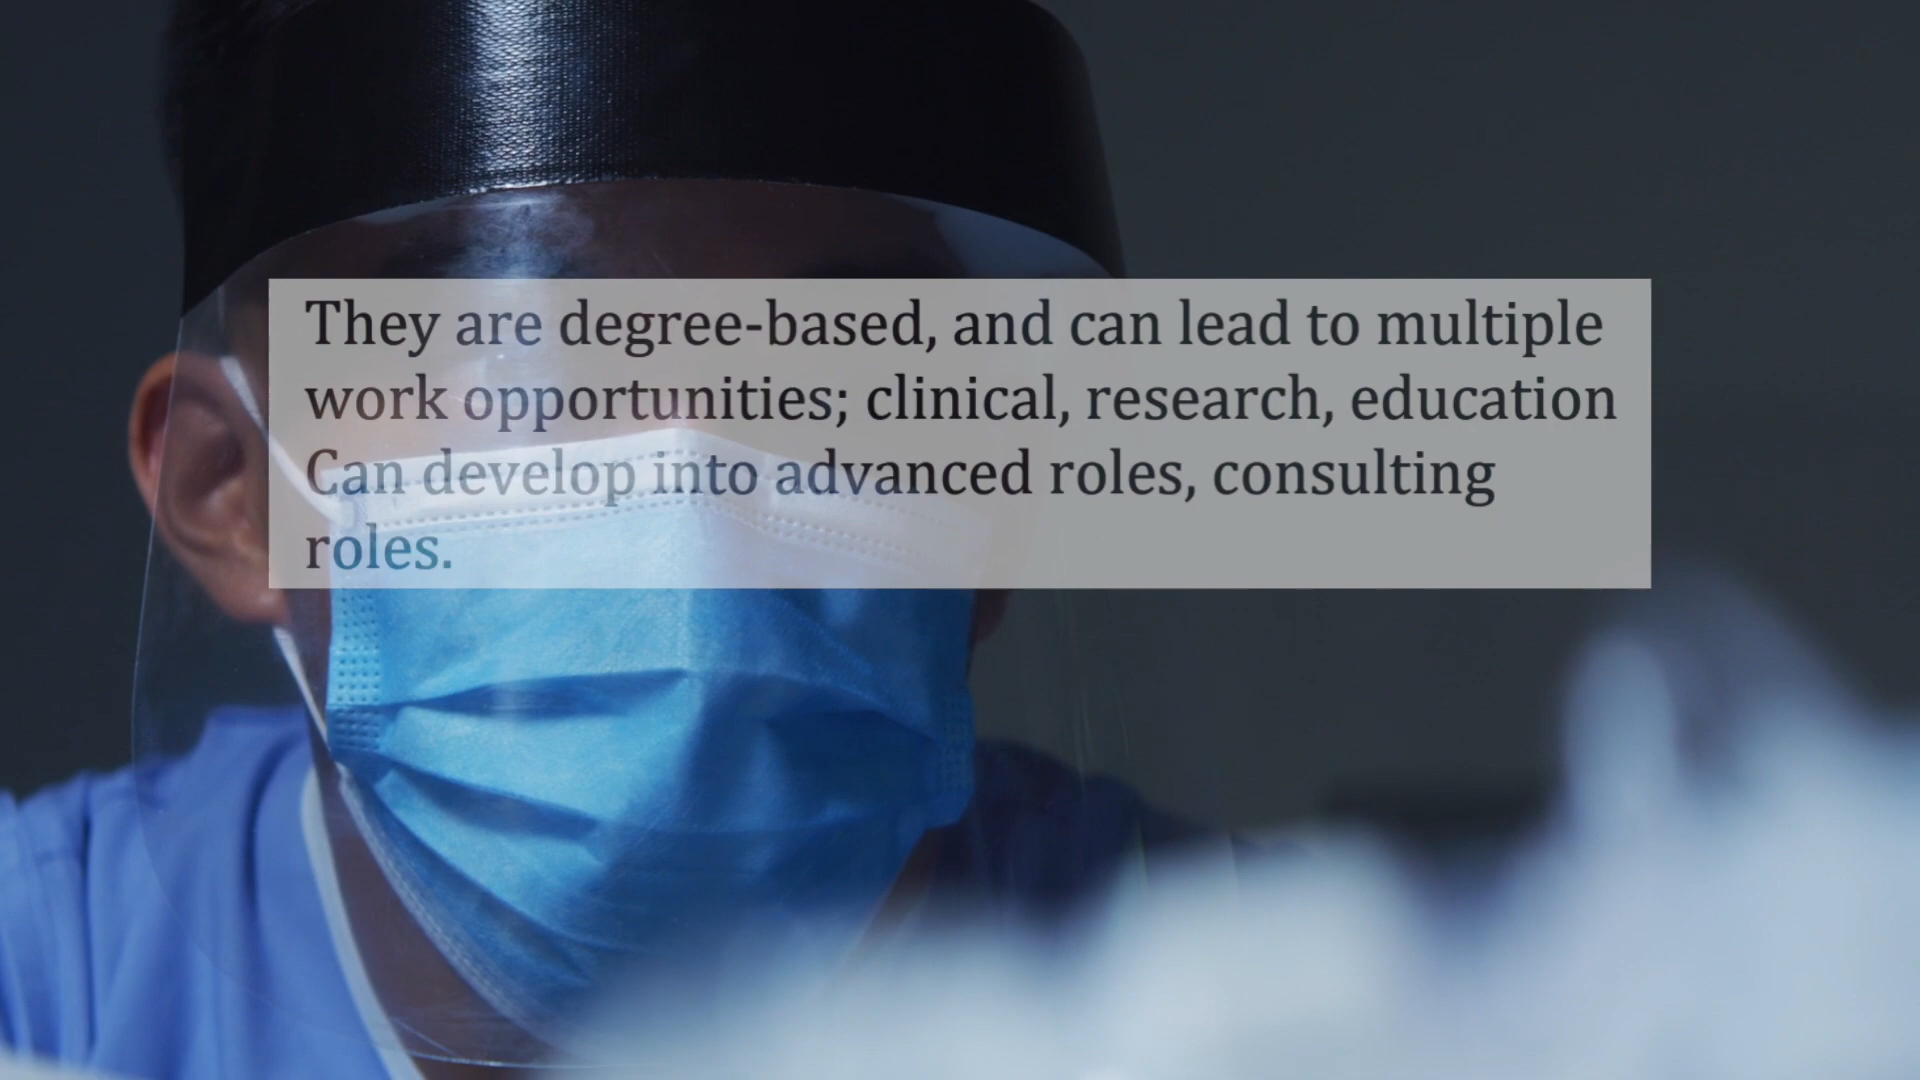 They are degree-based, and can lead to multiple
work opportunities; clinical, research, education
Can develop into advanced roles, consulting
roles.